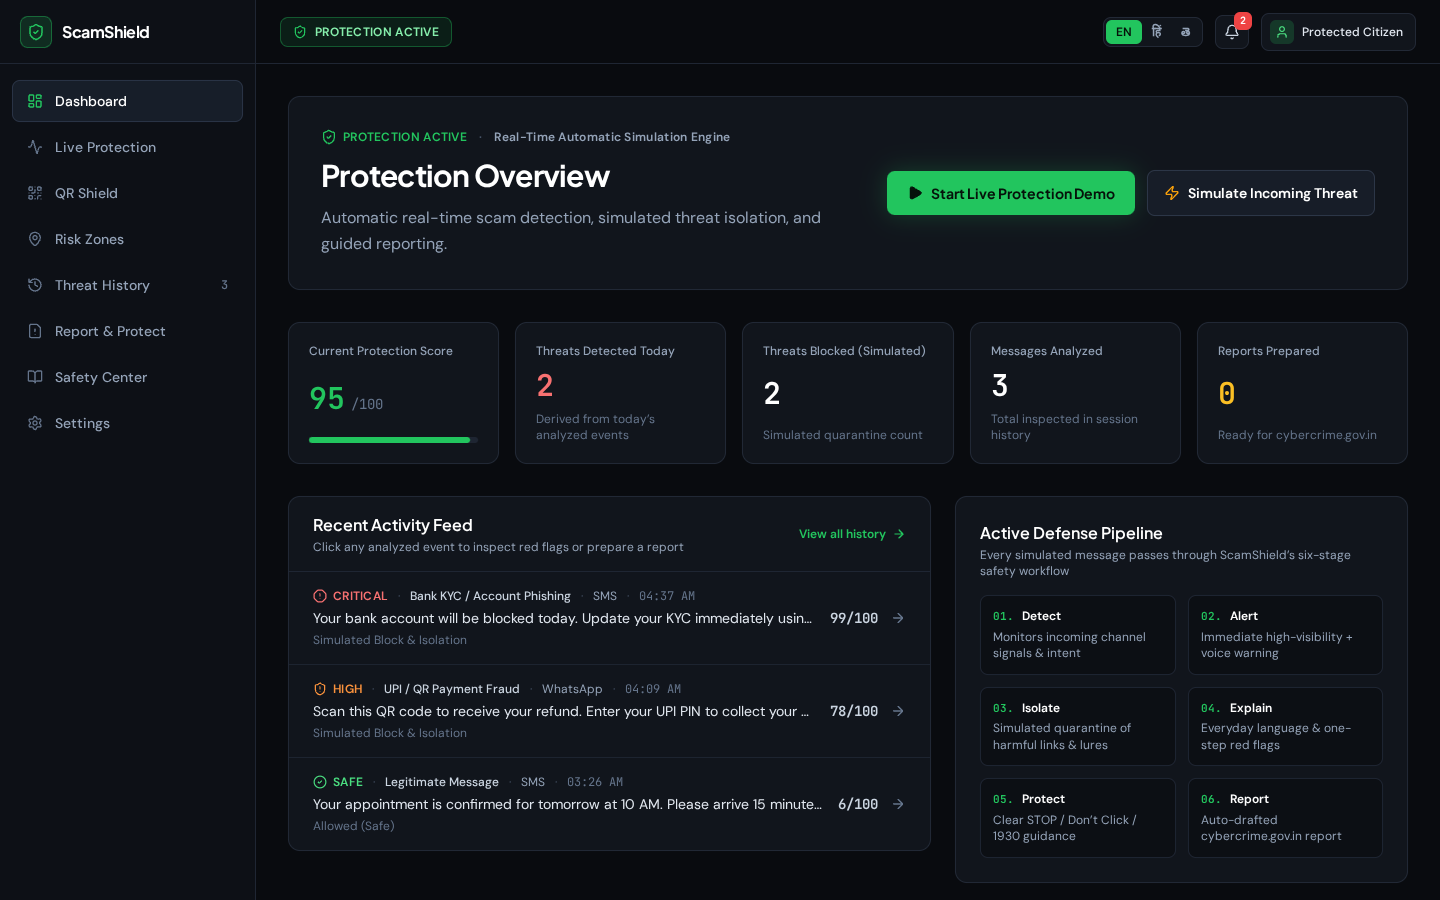 ScamShield
PROTECTION ACTIVE
EN
हि
తె
2
Protected Citizen
Dashboard
Live Protection
QR Shield
Risk Zones
Threat History 3
Report & Protect
Safety Center
Settings
PROTECTION ACTIVE · Real-Time Automatic Simulation Engine
Protection Overview
Automatic real-time scam detection, simulated threat isolation, and
guided reporting.
Start Live Protection Demo
Simulate Incoming Threat
Current Protection Score
95 /100
Threats Detected Today
2
Derived from today's
analyzed events
Threats Blocked (Simulated)
2
Simulated quarantine count
Messages Analyzed
3
Total inspected in session
history
Reports Prepared
0
Ready for cybercrime.gov.in
Recent Activity Feed
Click any analyzed event to inspect red flags or prepare a report
View all history →
CRITICAL · Bank KYC / Account Phishing · SMS · 04:37 AM
Your bank account will be blocked today. Update your KYC immediately usin... 99/100
Simulated Block & Isolation
HIGH · UPI / QR Payment Fraud · WhatsApp · 04:09 AM
Scan this QR code to receive your refund. Enter your UPI PIN to collect your ... 78/100
Simulated Block & Isolation
SAFE · Legitimate Message · SMS · 03:26 AM
Your appointment is confirmed for tomorrow at 10 AM. Please arrive 15 minute... 6/100
Allowed (Safe)
Active Defense Pipeline
Every simulated message passes through ScamShield's six-stage
safety workflow
01. Detect
Monitors incoming channel
signals & intent
02. Alert
Immediate high-visibility +
voice warning
03. Isolate
Simulated quarantine of
harmful links & lures
04. Explain
Everyday language & one-
step red flags
05. Protect
Clear STOP / Don't Click /
1930 guidance
06. Report
Auto-drafted
cybercrime.gov.in report